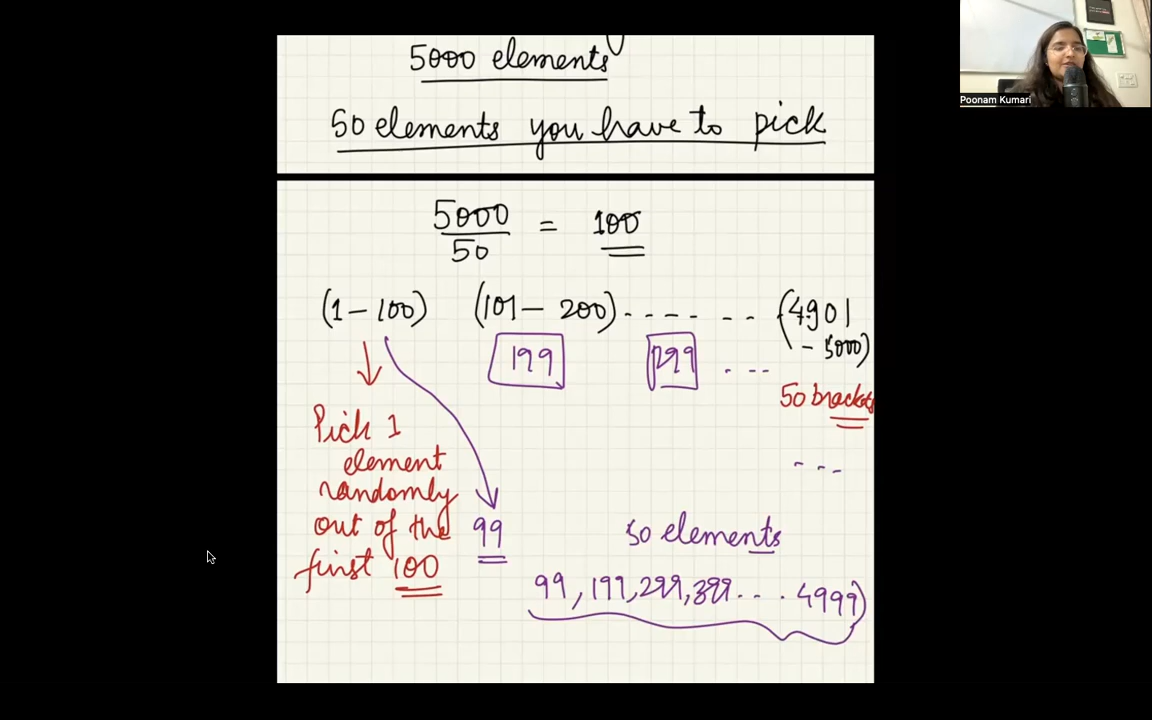 5000 elements
50 elements you have to pick
5000
50
= 100
(1 - 100) (101 - 200) ------ -- (4901
- 5000)
199 299 - ---
50 brackets
Pick 1
element
randomly
out of the
first 100
---
99
50 elements
99, 199, 299, 399. . . . 4999)
Poonam Kumari